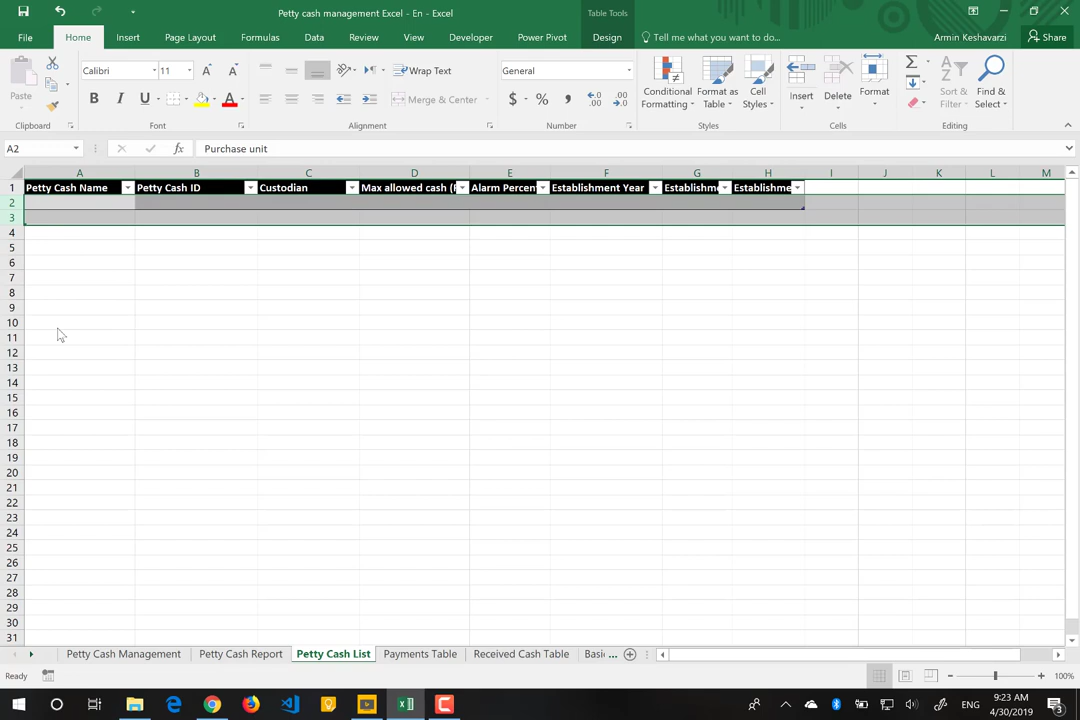 Petty cash management Excel - En - Excel
Table Tools
File
Home
Insert
Page Layout
Formulas
Data
Review
View
Developer
Power Pivot
Design
Tell me what you want to do...
Armin Keshavarzi
Share
Paste
Clipboard
Calibri
11
A
A
B
I
U
A
Font
Wrap Text
Merge & Center
Alignment
General
$ %
Number
Conditional Formatting
Format as Table
Cell Styles
Styles
Insert
Delete
Format
Cells
Sort & Filter
Find & Select
Editing
A2
fx
Purchase unit
A B C D E F G H I J K L M
1 Petty Cash Name Petty Cash ID Custodian Max allowed cash ( Alarm Percen Establishment Year Establishme Establishme
2
3
4
5
6
7
8
9
10
11
12
13
14
15
16
17
18
19
20
21
22
23
24
25
26
27
28
29
30
31
Petty Cash Management
Petty Cash Report
Petty Cash List
Payments Table
Received Cash Table
Basic ...
Ready
100%
ENG
9:23 AM
4/30/2019
3